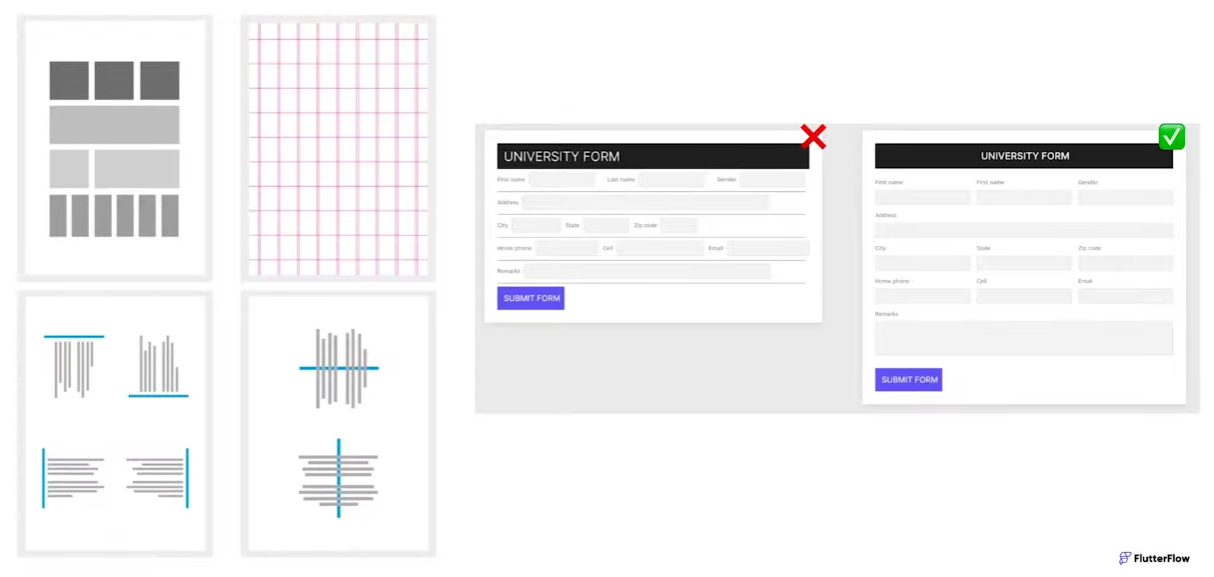 UNIVERSITY FORM
First name Last name Gender
Address
City State Zip code
Home phone Cell Email
Remarks
SUBMIT FORM
UNIVERSITY FORM
First name First name Gender
Address
City State Zip code
Home phone Cell Email
Remarks
SUBMIT FORM
FlutterFlow